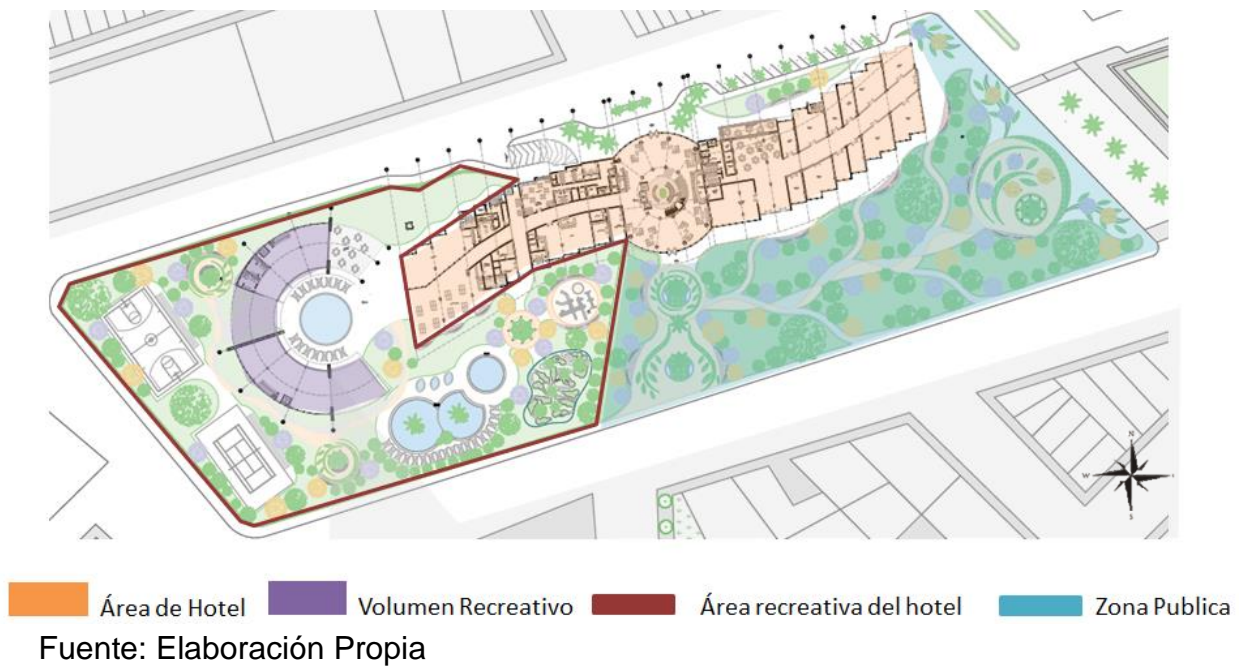 N
W
S
Área de Hotel Volumen Recreativo Área recreativa del hotel Zona Publica
Fuente: Elaboración Propia